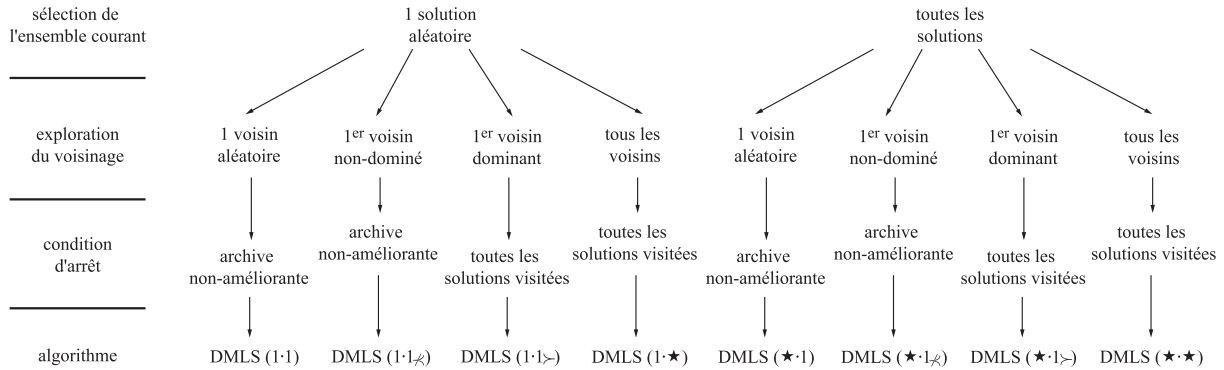 sélection de
l'ensemble courant
1 solution
aléatoire
toutes les
solutions
exploration
du voisinage
1 voisin
aléatoire
1er voisin
non-dominé
1er voisin
dominant
tous les
voisins
1 voisin
aléatoire
1er voisin
non-dominé
1er voisin
dominant
tous les
voisins
condition
d'arrêt
archive
non-améliorante
archive
non-améliorante
toutes les
solutions visitées
toutes les
solutions visitées
archive
non-améliorante
archive
non-améliorante
toutes les
solutions visitées
toutes les
solutions visitées
algorithme
DMLS (1·1)
DMLS (1·1⊀)
DMLS (1·1≻)
DMLS (1·★)
DMLS (★·1)
DMLS (★·1⊀)
DMLS (★·1≻)
DMLS (★·★)